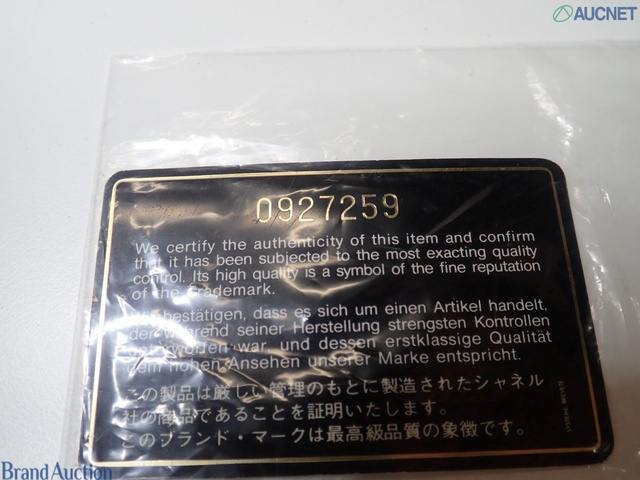 AUCNET
0927259
We certify the authenticity of this item and confirm
that it has been subjected to the most exacting quality
control. Its high quality is a symbol of the fine reputation
of the Trademark.
Wir bestätigen, dass es sich um einen Artikel handelt,
der während seiner Herstellung strengsten Kontrollen
unterworfen war, und dessen erstklassige Qualität
dem hohen Ansehen unserer Marke entspricht.
この製品は厳しい管理のもとに製造されたシャネル
社の商品であることを証明いたします。
このブランド・マークは最高級品質の象徴です。
Brand Auction